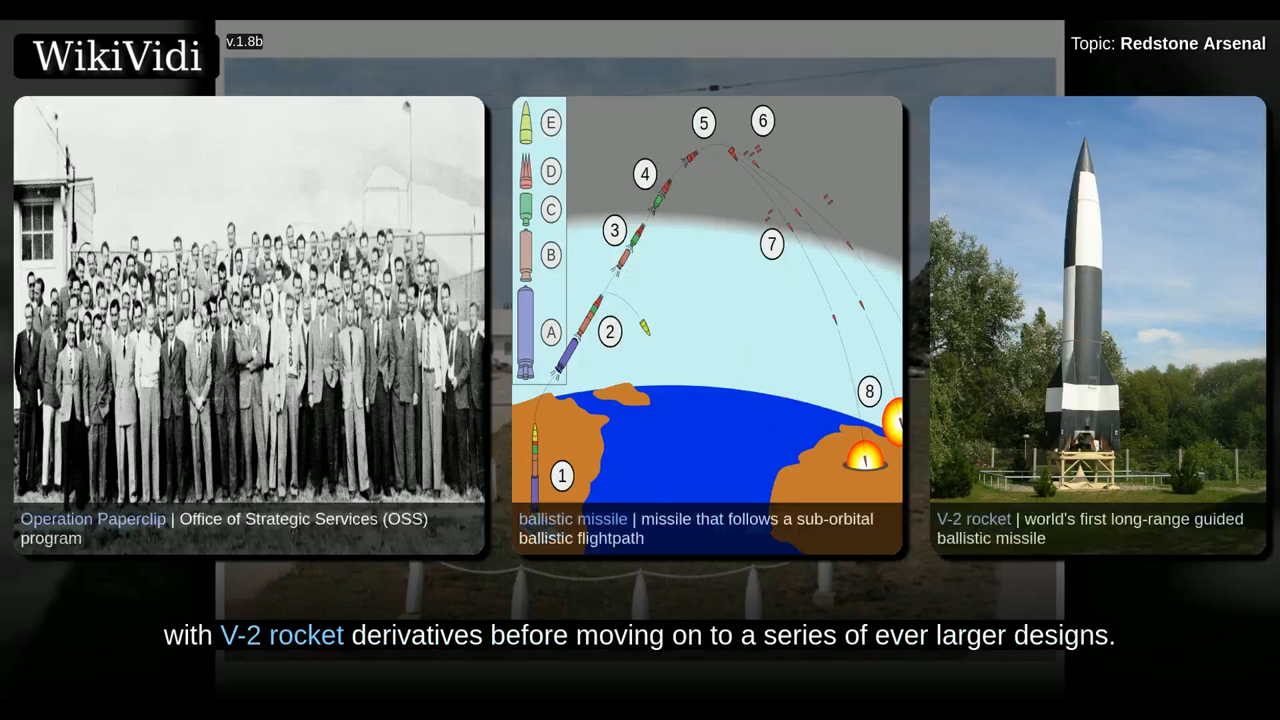 WikiVidi
v.1.8b
Topic: Redstone Arsenal
Operation Paperclip | Office of Strategic Services (OSS)
program
E
D
C
B
A
1
2
3
4
5
6
7
8
ballistic missile | missile that follows a sub-orbital
ballistic flightpath
V-2 rocket | world's first long-range guided
ballistic missile
with V-2 rocket derivatives before moving on to a series of ever larger designs.